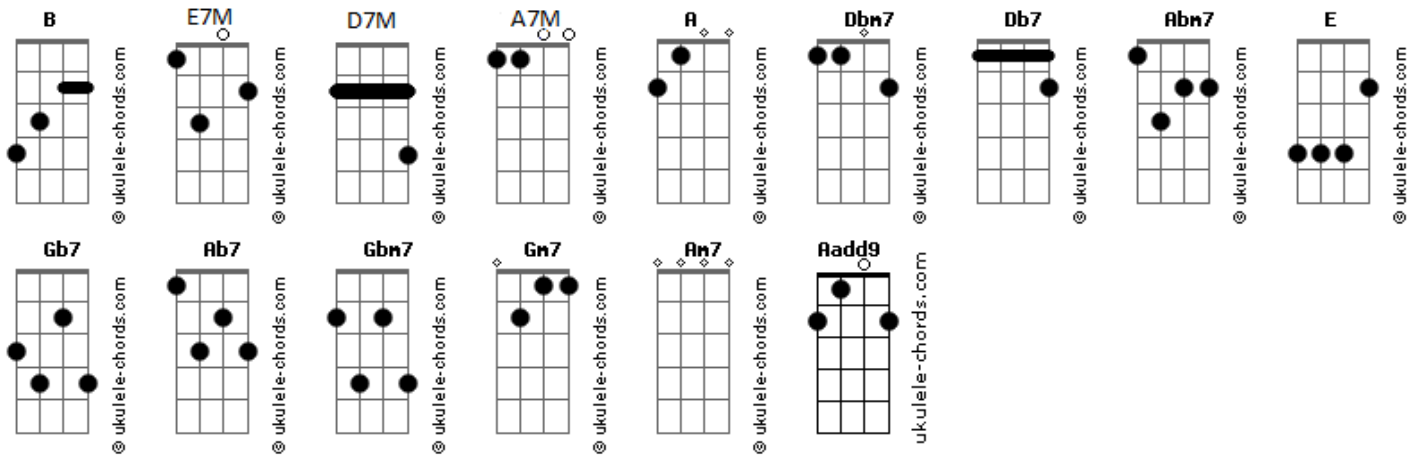 B E7M D7M A7M A Dbm7 Db7 Abm7 E
© ukulele-chords.com © ukulele-chords.com © ukulele-chords.com © ukulele-chords.com © ukulele-chords.com © ukulele-chords.com © ukulele-chords.com © ukulele-chords.com © ukulele-chords.com
Gb7 Ab7 Gbm7 Gm7 Am7 Aadd9
© ukulele-chords.com © ukulele-chords.com © ukulele-chords.com © ukulele-chords.com © ukulele-chords.com ukulele-chords.com